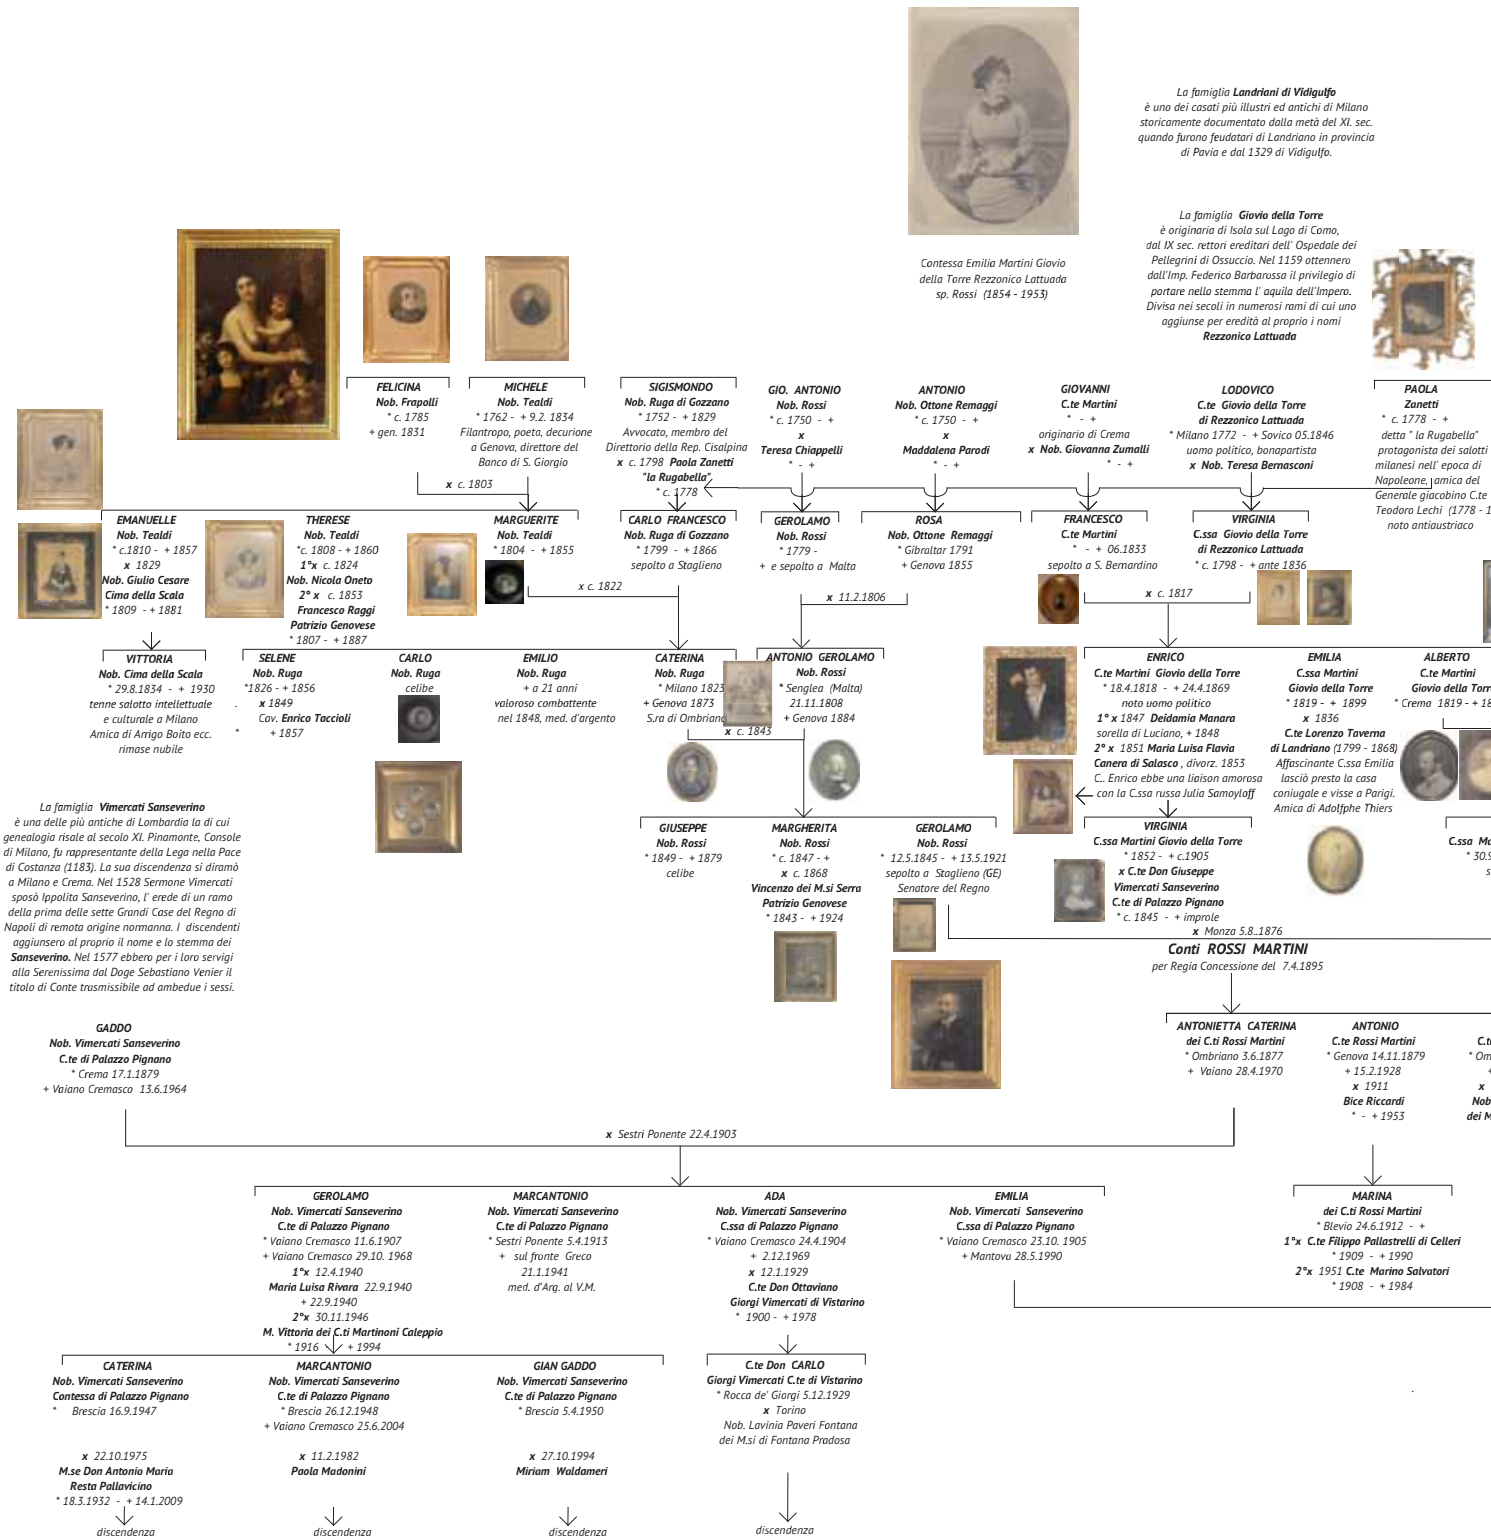 La famiglia Landriani di Vidigulfo
è uno dei casati più illustri ed antichi di Milano
storicamente documentato dalla metà del XI. sec.
quando furono feudatari di Landriano in provincia
di Pavia e dal 1329 di Vidigulfo.
La famiglia Giovio della Torre
è originaria di Isola sul Lago di Como,
dal IX sec. rettori ereditari dell' Ospedale dei
Pellegrini di Ossuccio. Nel 1159 ottennero
dall'Imp. Federico Barbarossa il privilegio di
portare nello stemma l' aquila dell'Impero.
Divisa nei secoli in numerosi rami di cui uno
aggiunse per eredità al proprio i nomi
Rezzonico Lattuada
Contessa Emilia Martini Giovio
della Torre Rezzonico Lattuada
sp. Rossi (1854 - 1953)
FELICINA
Nob. Frapolli
* c. 1785
+ gen. 1831
MICHELE
Nob. Tealdi
* 1762 - + 9.2. 1834
Filantropo, poeta, decurione
a Genova, direttore del
Banco di S. Giorgio
x c. 1803
SIGISMONDO
Nob. Ruga di Gozzano
* 1752 - + 1829
Avvocato, membro del
Direttorio della Rep. Cisalpina
x c. 1798 Paola Zanetti
"la Rugabella"
* c. 1778
GIO. ANTONIO
Nob. Rossi
* c. 1750 - +
x
Teresa Chiappelli
* - +
ANTONIO
Nob. Ottone Remaggi
* c. 1750 - +
x
Maddalena Parodi
* - +
GIOVANNI
C.te Martini
* - +
originario di Crema
x Nob. Giovanna Zumalli
* - +
LODOVICO
C.te Giovio della Torre
di Rezzonico Lattuada
* Milano 1772 - + Sovico 05.1846
uomo politico, bonapartista
x Nob. Teresa Bernasconi
PAOLA
Zanetti
* c. 1778 - +
detta " la Rugabella"
protagonista dei salotti
milanesi nell' epoca di
Napoleone, amica del
Generale giacobino C.te
Teodoro Lechi (1778 - 1
noto antiaustriaco
EMANUELLE
Nob. Tealdi
* c.1810 - + 1857
x 1829
Nob. Giulio Cesare
Cima della Scala
* 1809 - + 1881
THERESE
Nob. Tealdi
*c. 1808 - + 1860
1°x c. 1824
Nob. Nicola Oneto
2° x c. 1853
Francesco Raggi
Patrizio Genovese
* 1807 - + 1887
MARGUERITE
Nob. Tealdi
* 1804 - + 1855
CARLO FRANCESCO
Nob. Ruga di Gozzano
* 1799 - + 1866
sepolto a Staglieno
x c. 1822
GEROLAMO
Nob. Rossi
* 1779 -
+ e sepolto a Malta
ROSA
Nob. Ottone Remaggi
* Gibraltar 1791
+ Genova 1855
x 11.2.1806
FRANCESCO
C.te Martini
* - + 06.1833
sepolto a S. Bernardino
VIRGINIA
C.ssa Giovio della Torre
di Rezzonico Lattuada
* c. 1798 - + ante 1836
x c. 1817
VITTORIA
Nob. Cima della Scala
* 29.8.1834 - + 1930
tenne salotto intellettuale
e culturale a Milano
Amica di Arrigo Boito ecc.
rimase nubile
SELENE
Nob. Ruga
*1826 - + 1856
. x 1849
Cav. Enrico Taccioli
* + 1857
CARLO
Nob. Ruga
celibe
EMILIO
Nob. Ruga
+ a 21 anni
valoroso combattente
nel 1848, med. d'argento
CATERINA
Nob. Ruga
* Milano 1823
+ Genova 1873
S.ra di Ombriano
ANTONIO GEROLAMO
Nob. Rossi
* Senglea (Malta)
21.11.1808
+ Genova 1884
x c. 1843
ENRICO
C.te Martini Giovio della Torre
* 18.4.1818 - + 24.4.1869
noto uomo politico
1° x 1847 Deidamia Manara
sorella di Luciano, + 1848
2° x 1851 Maria Luisa Flavia
Canera di Salasco , divorz. 1853
C.. Enrico ebbe una liaison amorosa
con la C.ssa russa Julia Samoyloff
EMILIA
C.ssa Martini
Giovio della Torre
* 1819 - + 1899
x 1836
C.te Lorenzo Taverna
di Landriano (1799 - 1868)
Affascinante C.ssa Emilia
lasciò presto la casa
coniugale e visse a Parigi.
Amica di Adolfphe Thiers
ALBERTO
C.te Martini
Giovio della Torre
* Crema 1819 - + 18
La famiglia Vimercati Sanseverino
è una delle più antiche di Lombardia la di cui
genealogia risale al secolo XI. Pinamonte, Console
di Milano, fu rappresentante della Lega nella Pace
di Costanza (1183). La sua discendenza si diramò
a Milano e Crema. Nel 1528 Sermone Vimercati
sposò Ippolita Sanseverino, l' erede di un ramo
della prima delle sette Grandi Case del Regno di
Napoli di remota origine normanna. I discendenti
aggiunsero al proprio il nome e lo stemma dei
Sanseverino. Nel 1577 ebbero per i loro servigi
alla Serenissima dal Doge Sebastiano Venier il
titolo di Conte trasmissibile ad ambedue i sessi.
GIUSEPPE
Nob. Rossi
* 1849 - + 1879
celibe
MARGHERITA
Nob. Rossi
* c. 1847 - +
x c. 1868
Vincenzo dei M.si Serra
Patrizio Genovese
* 1843 - + 1924
GEROLAMO
Nob. Rossi
* 12.5.1845 - + 13.5.1921
sepolto a Staglieno (GE)
Senatore del Regno
VIRGINIA
C.ssa Martini Giovio della Torre
* 1852 - + c.1905
x C.te Don Giuseppe
Vimercati Sanseverino
C.te di Palazzo Pignano
* c. 1845 - + improle
C.ssa Ma
* 30.9
s
x Monza 5.8..1876
Conti ROSSI MARTINI
per Regia Concessione del 7.4.1895
GADDO
Nob. Vimercati Sanseverino
C.te di Palazzo Pignano
* Crema 17.1.1879
+ Vaiano Cremasco 13.6.1964
ANTONIETTA CATERINA
dei C.ti Rossi Martini
* Ombriano 3.6.1877
+ Vaiano 28.4.1970
ANTONIO
C.te Rossi Martini
* Genova 14.11.1879
+ 15.2.1928
x 1911
Bice Riccardi
* - + 1953
C.t
* Om
+
x
Nob.
dei M
x Sestri Ponente 22.4.1903
GEROLAMO
Nob. Vimercati Sanseverino
C.te di Palazzo Pignano
* Vaiano Cremasco 11.6.1907
+ Vaiano Cremasco 29.10. 1968
1°x 12.4.1940
Maria Luisa Rivara 22.9.1940
+ 22.9.1940
2°x 30.11.1946
M. Vittoria dei C.ti Martinoni Caleppio
* 1916 + 1994
MARCANTONIO
Nob. Vimercati Sanseverino
C.te di Palazzo Pignano
* Sestri Ponente 5.4.1913
+ sul fronte Greco
21.1.1941
med. d'Arg. al V.M.
ADA
Nob. Vimercati Sanseverino
C.ssa di Palazzo Pignano
* Vaiano Cremasco 24.4.1904
+ 2.12.1969
x 12.1.1929
C.te Don Ottaviano
Giorgi Vimercati di Vistarino
* 1900 - + 1978
EMILIA
Nob. Vimercati Sanseverino
C.ssa di Palazzo Pignano
* Vaiano Cremasco 23.10. 1905
+ Mantova 28.5.1990
MARINA
dei C.ti Rossi Martini
* Blevio 24.6.1912 - +
1°x C.te Filippo Pallastrelli di Celleri
* 1909 - + 1990
2°x 1951 C.te Marino Salvatori
* 1908 - + 1984
CATERINA
Nob. Vimercati Sanseverino
Contessa di Palazzo Pignano
* Brescia 16.9.1947
x 22.10.1975
M.se Don Antonio Maria
Resta Pallavicino
* 18.3.1932 - + 14.1.2009
discendenza
MARCANTONIO
Nob. Vimercati Sanseverino
C.te di Palazzo Pignano
* Brescia 26.12.1948
+ Vaiano Cremasco 25.6.2004
x 11.2.1982
Paola Madonini
discendenza
GIAN GADDO
Nob. Vimercati Sanseverino
C.te di Palazzo Pignano
* Brescia 5.4.1950
x 27.10.1994
Miriam Waldameri
discendenza
C.te Don CARLO
Giorgi Vimercati C.te di Vistarino
* Rocca de' Giorgi 5.12.1929
x Torino
Nob. Lavinia Paveri Fontana
dei M.si di Fontana Pradosa
discendenza